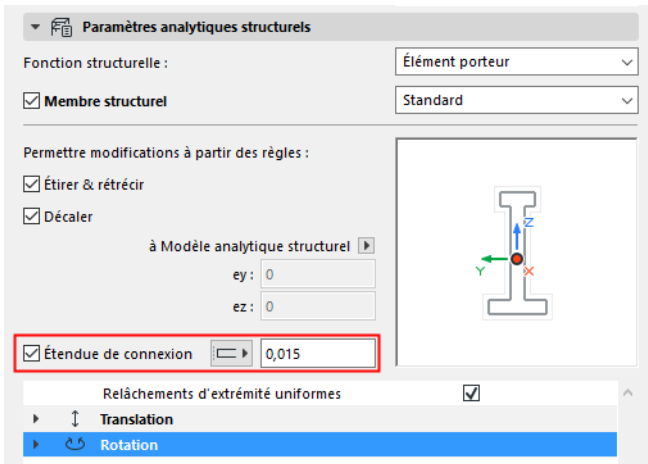 Paramètres analytiques structurels
Fonction structurelle :
Élément porteur
Membre structurel
Standard
Permettre modifications à partir des règles :
Étirer & rétrécir
Décaler
à Modèle analytique structurel
ey :
0
ez :
0
Z
Y
X
Étendue de connexion
0,015
Relâchements d'extrémité uniformes
Translation
Rotation